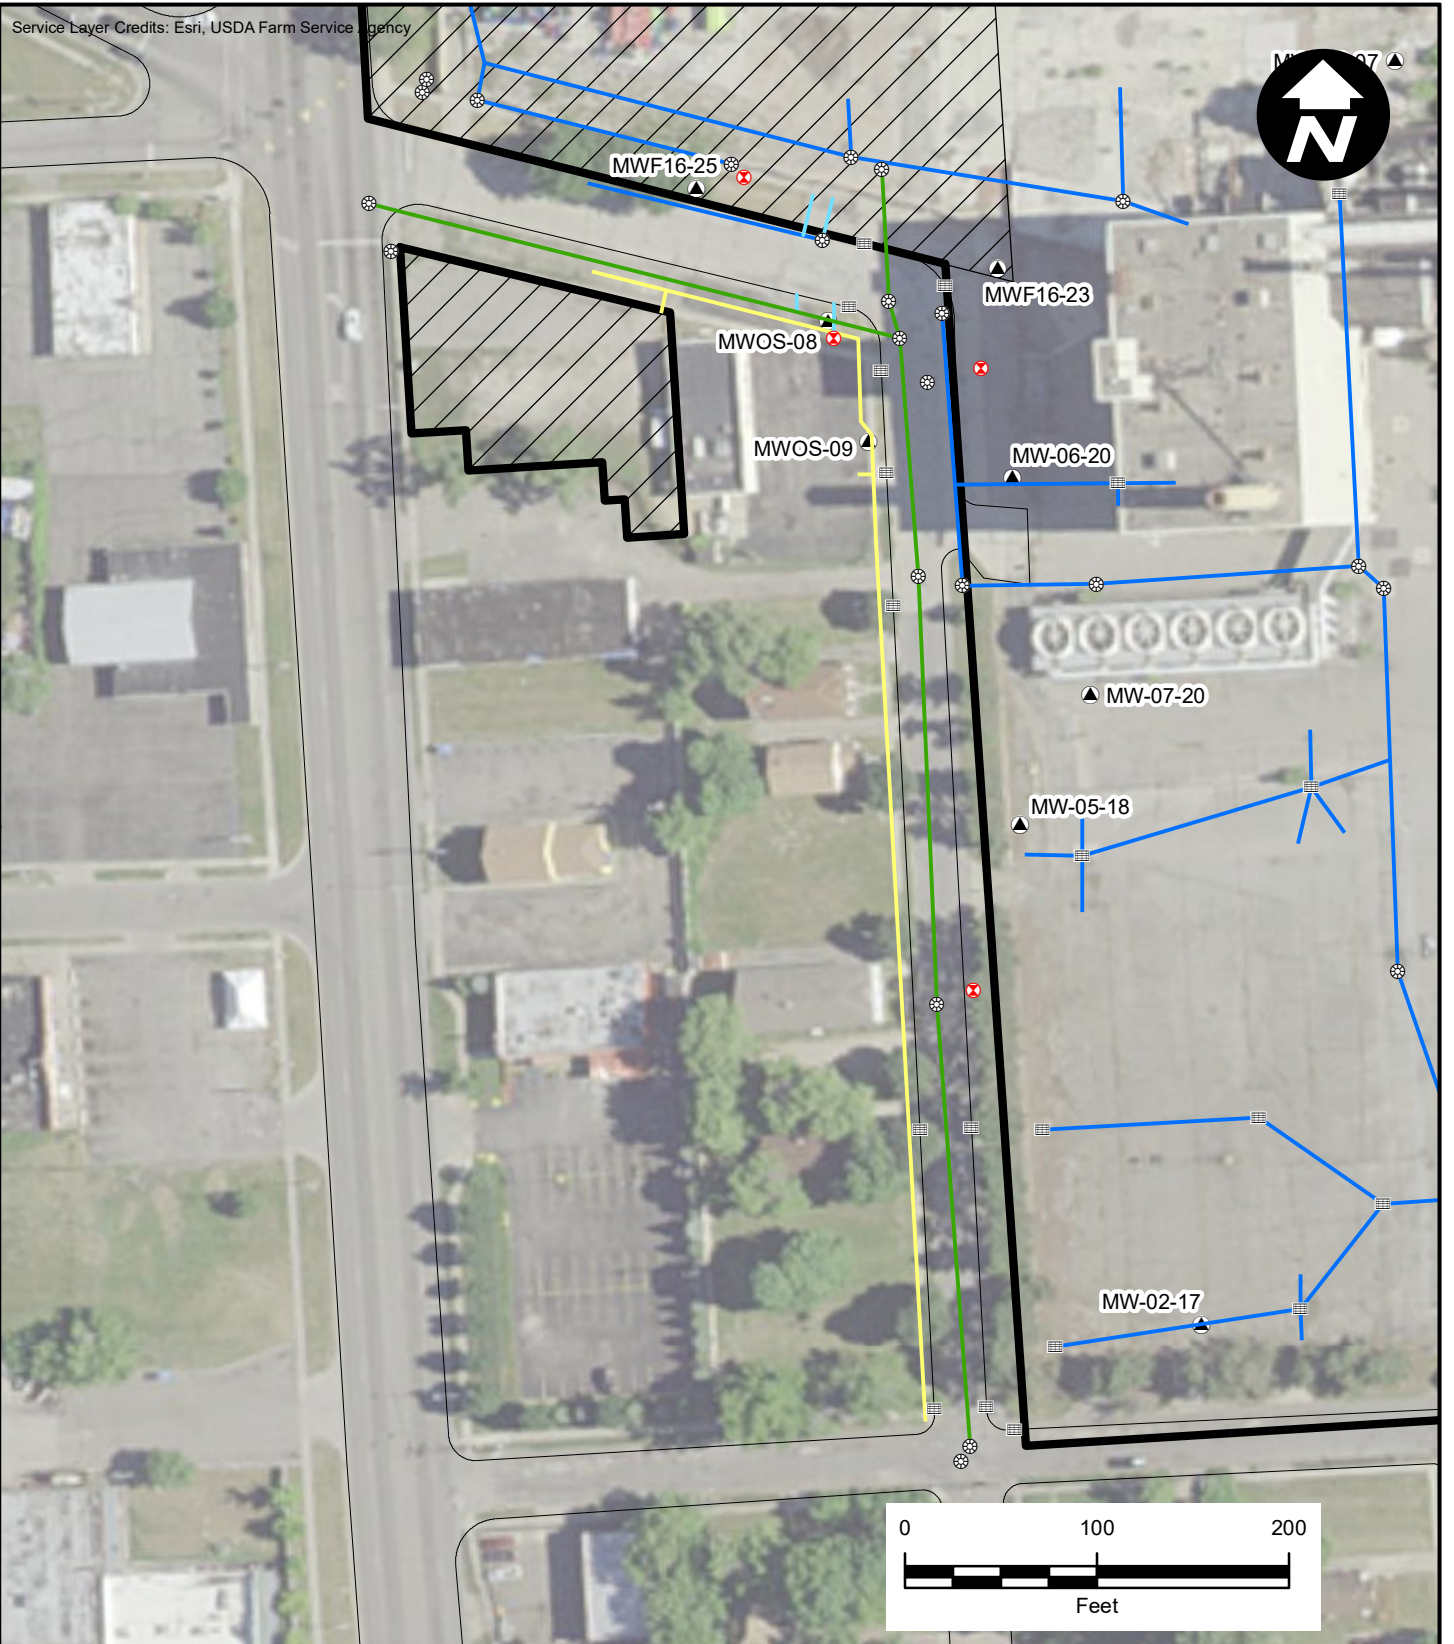 Service Layer Credits: Esri, USDA Farm Service Agency
07
N
MWF16-25
MWF16-23
MWOS-08
MWOS-09
MW-06-20
MW-07-20
MW-05-18
MW-02-17
0 100 200
Feet